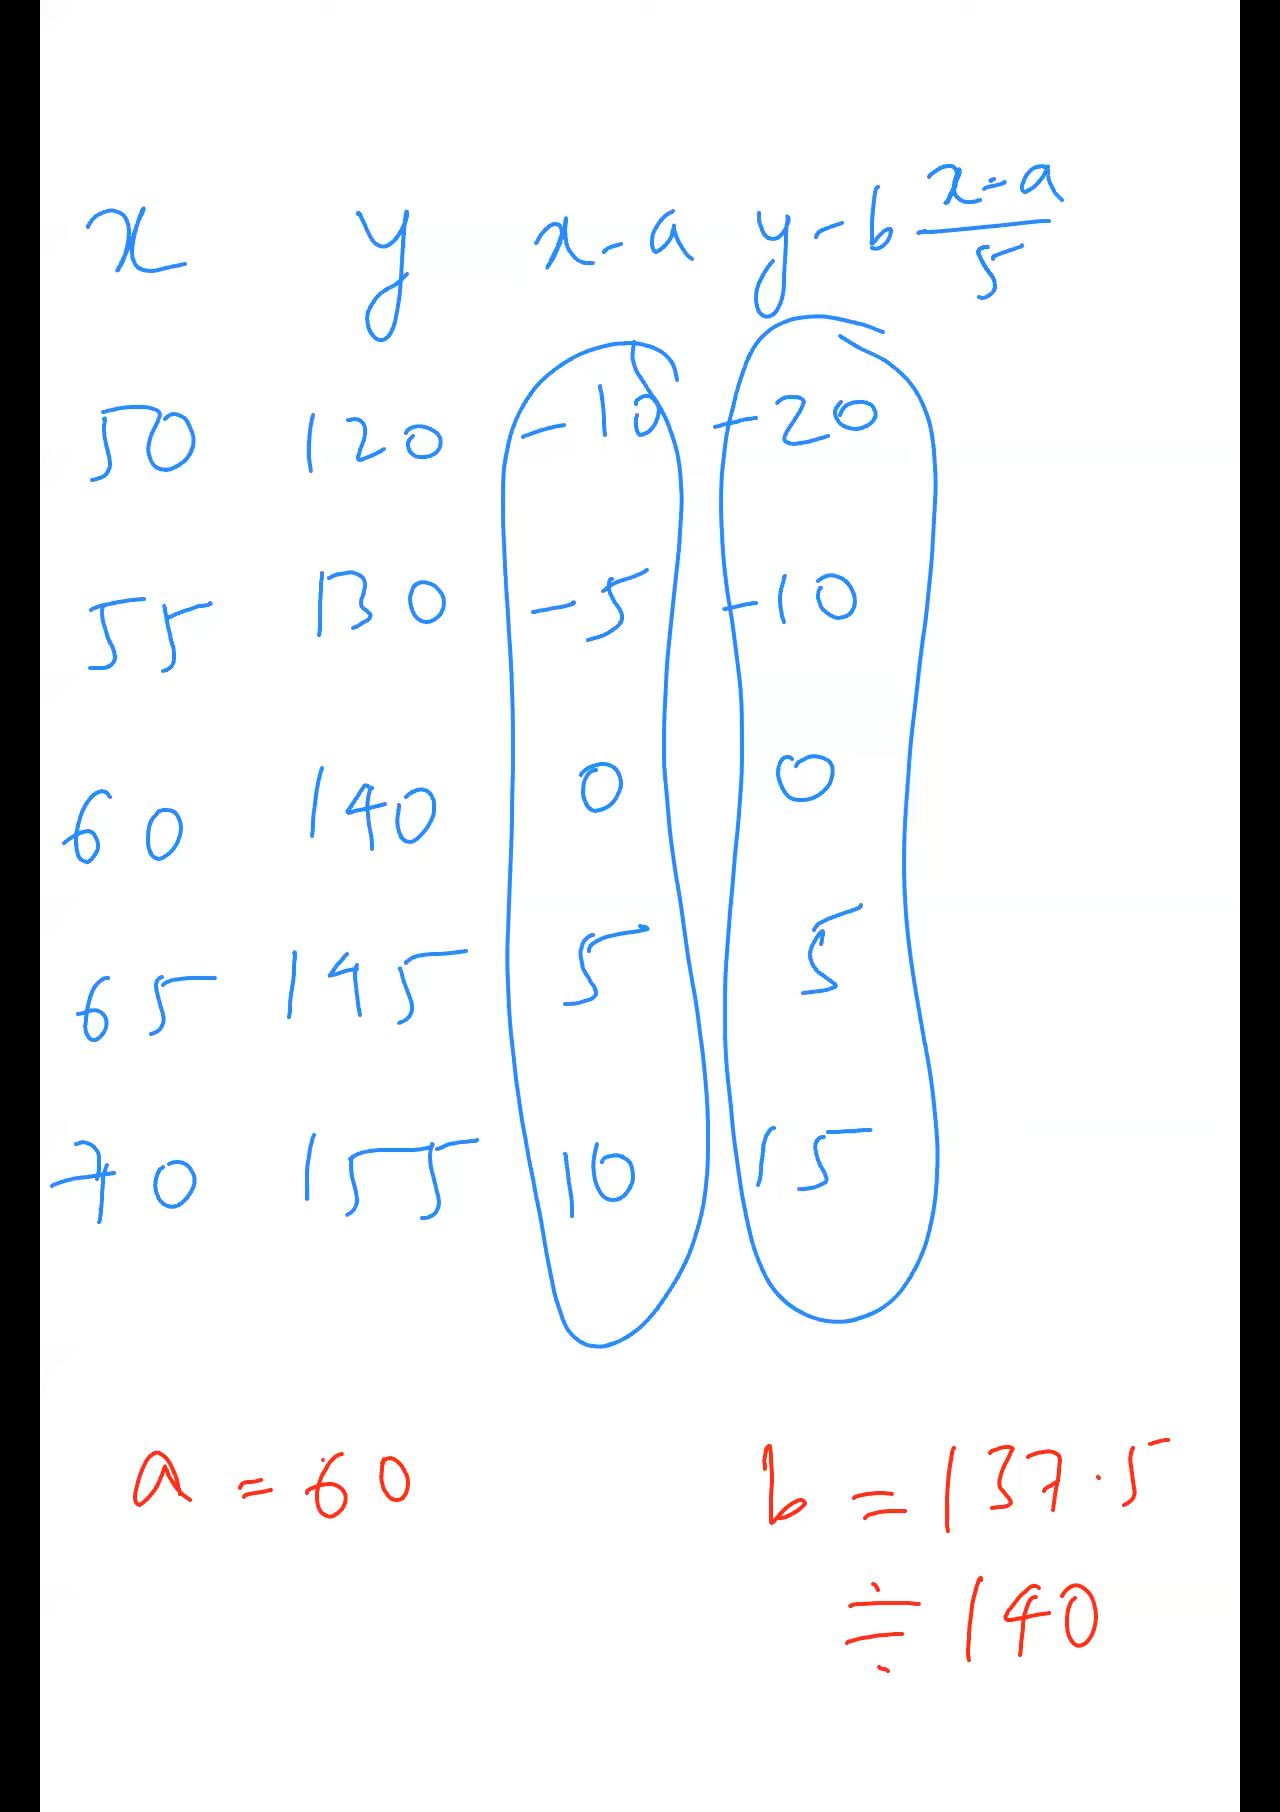 x y x-a y-b x-a/5
50 120 -10 -20
55 130 -5 -10
60 140 0 0
65 145 5 5
70 155 10 15
a = 60 b = 137.5
≒ 140